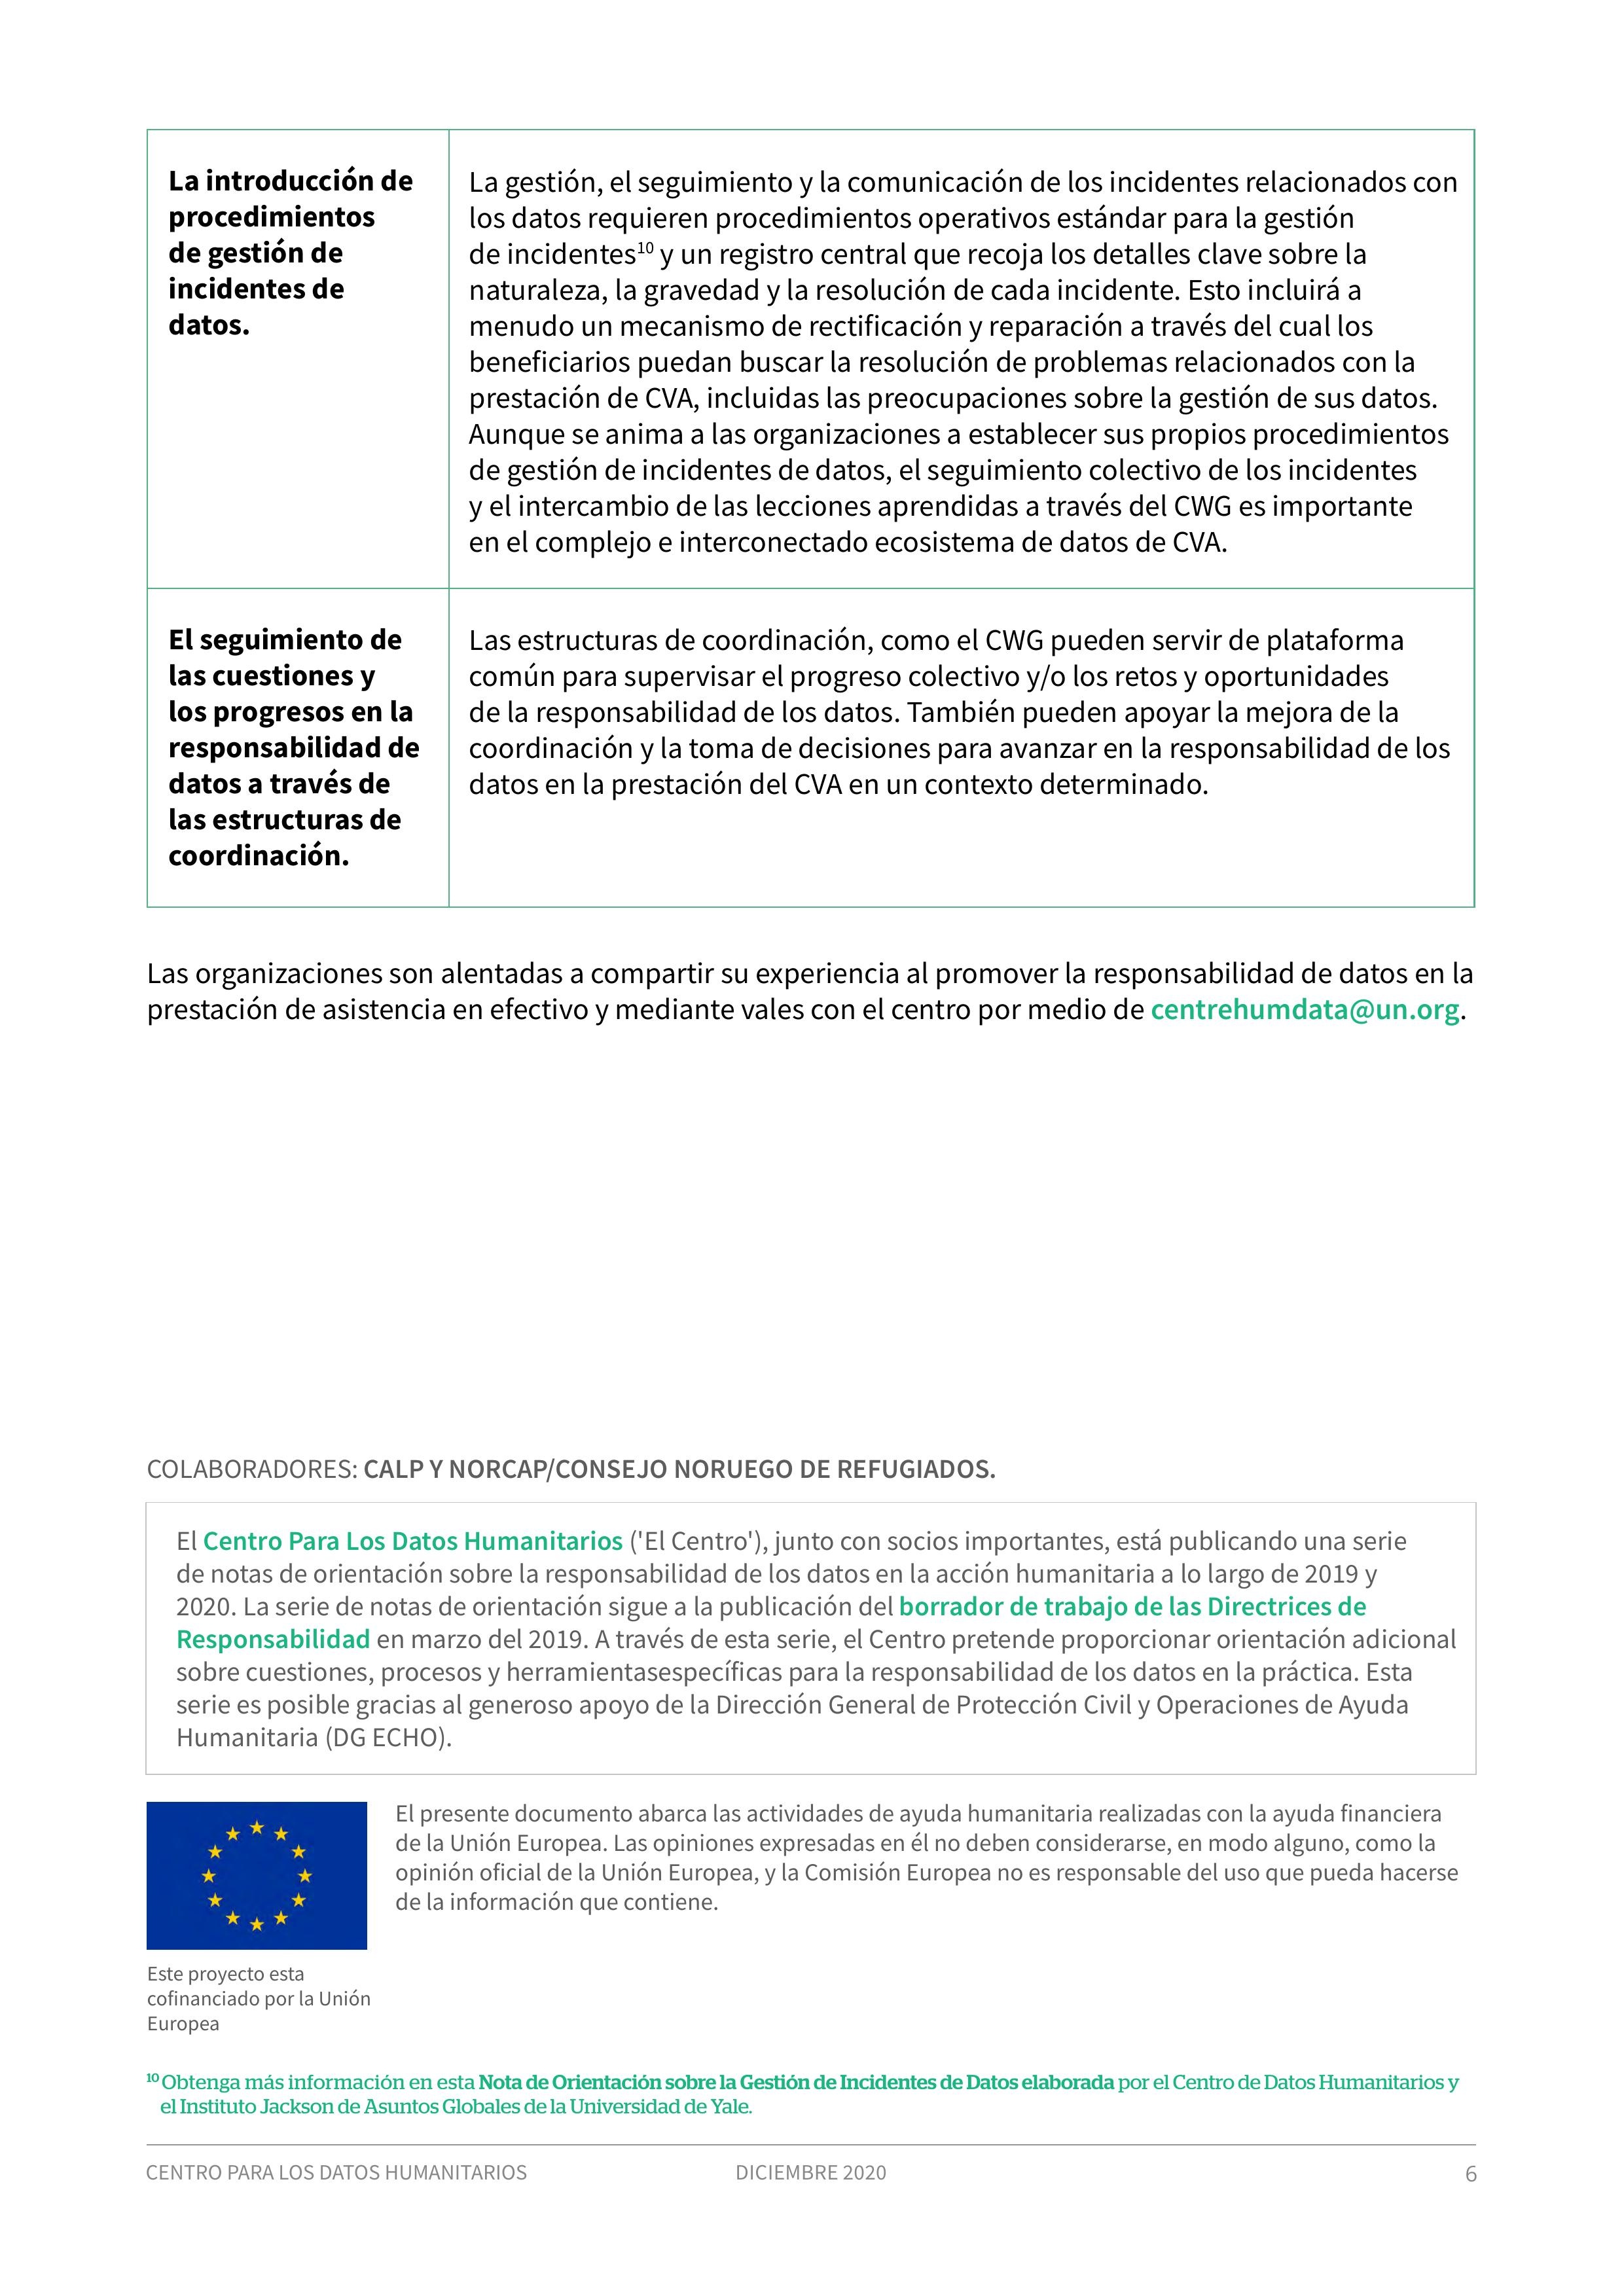 La introducción de
procedimientos
de gestión de
incidentes de
datos.
La gestión, el seguimiento y la comunicación de los incidentes relacionados con
los datos requieren procedimientos operativos estándar para la gestión
de incidentes¹⁰ y un registro central que recoja los detalles clave sobre la
naturaleza, la gravedad y la resolución de cada incidente. Esto incluirá a
menudo un mecanismo de rectificación y reparación a través del cual los
beneficiarios puedan buscar la resolución de problemas relacionados con la
prestación de CVA, incluidas las preocupaciones sobre la gestión de sus datos.
Aunque se anima a las organizaciones a establecer sus propios procedimientos
de gestión de incidentes de datos, el seguimiento colectivo de los incidentes
y el intercambio de las lecciones aprendidas a través del CWG es importante
en el complejo e interconectado ecosistema de datos de CVA.
El seguimiento de
las cuestiones y
los progresos en la
responsabilidad de
datos a través de
las estructuras de
coordinación.
Las estructuras de coordinación, como el CWG pueden servir de plataforma
común para supervisar el progreso colectivo y/o los retos y oportunidades
de la responsabilidad de los datos. También pueden apoyar la mejora de la
coordinación y la toma de decisiones para avanzar en la responsabilidad de los
datos en la prestación del CVA en un contexto determinado.
Las organizaciones son alentadas a compartir su experiencia al promover la responsabilidad de datos en la
prestación de asistencia en efectivo y mediante vales con el centro por medio de centrehumdata@un.org.
COLABORADORES: CALP Y NORCAP/CONSEJO NORUEGO DE REFUGIADOS.
El Centro Para Los Datos Humanitarios ('El Centro'), junto con socios importantes, está publicando una serie
de notas de orientación sobre la responsabilidad de los datos en la acción humanitaria a lo largo de 2019 y
2020. La serie de notas de orientación sigue a la publicación del borrador de trabajo de las Directrices de
Responsabilidad en marzo del 2019. A través de esta serie, el Centro pretende proporcionar orientación adicional
sobre cuestiones, procesos y herramientasespecíficas para la responsabilidad de los datos en la práctica. Esta
serie es posible gracias al generoso apoyo de la Dirección General de Protección Civil y Operaciones de Ayuda
Humanitaria (DG ECHO).
El presente documento abarca las actividades de ayuda humanitaria realizadas con la ayuda financiera
de la Unión Europea. Las opiniones expresadas en él no deben considerarse, en modo alguno, como la
opinión oficial de la Unión Europea, y la Comisión Europea no es responsable del uso que pueda hacerse
de la información que contiene.
Este proyecto esta
cofinanciado por la Unión
Europea
¹⁰ Obtenga más información en esta Nota de Orientación sobre la Gestión de Incidentes de Datos elaborada por el Centro de Datos Humanitarios y
el Instituto Jackson de Asuntos Globales de la Universidad de Yale.
CENTRO PARA LOS DATOS HUMANITARIOS DICIEMBRE 2020 6